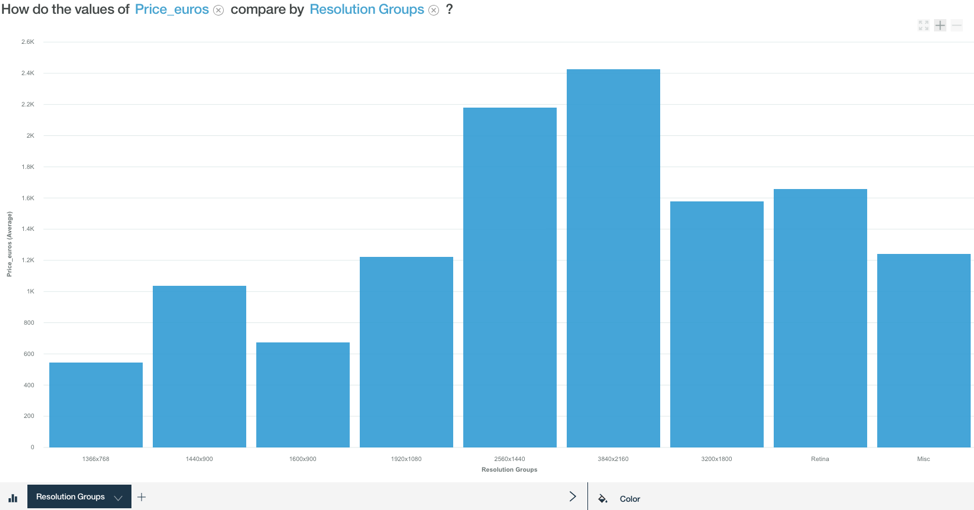 How do the values of Price_euros compare by Resolution Groups ?
2.6K
2.4K
2.2K
2K
1.8K
1.6K
1.4K
1.2K
1K
800
600
400
200
0
Price_euros (Average)
1366x768 1440x900 1600x900 1920x1080 2560x1440 3840x2160 3200x1800 Retina Misc
Resolution Groups
Resolution Groups Color